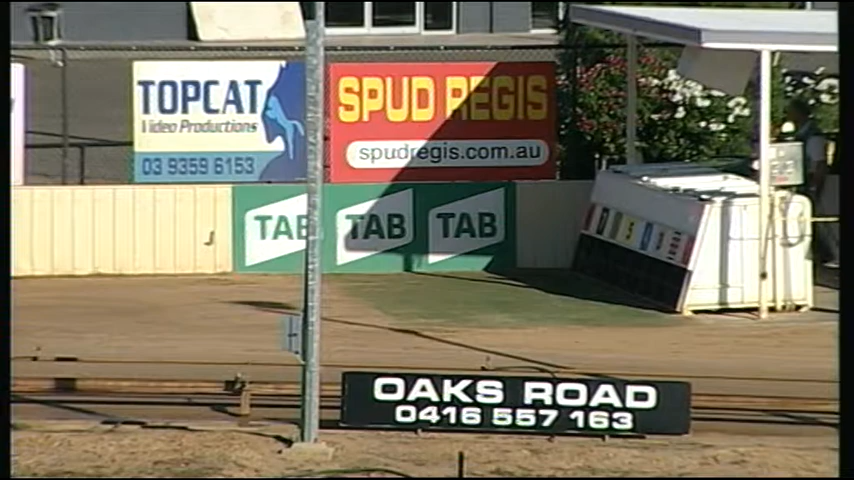 TOPCAT
Video Productions
03 9359 6153
SPUD REGIS
spudregis.com.au
TAB
TAB
TAB
OAKS ROAD
0416 557 163